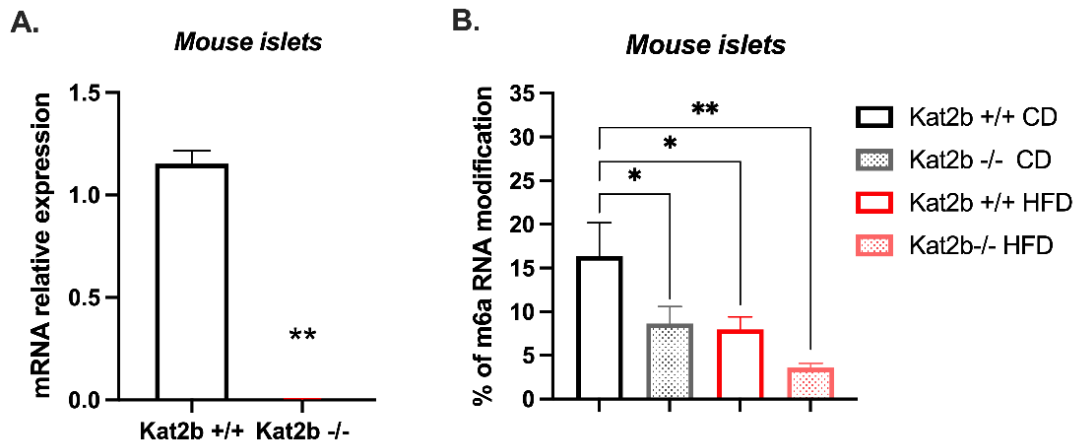 A.
Mouse islets
mRNA relative expression
1.5
1.0
0.5
0.0
**
Kat2b +/+ Kat2b -/-
B.
Mouse islets
% of m6a RNA modification
35
30
25
20
15
10
5
0
**
*
*
Kat2b +/+ CD
Kat2b -/- CD
Kat2b +/+ HFD
Kat2b-/- HFD